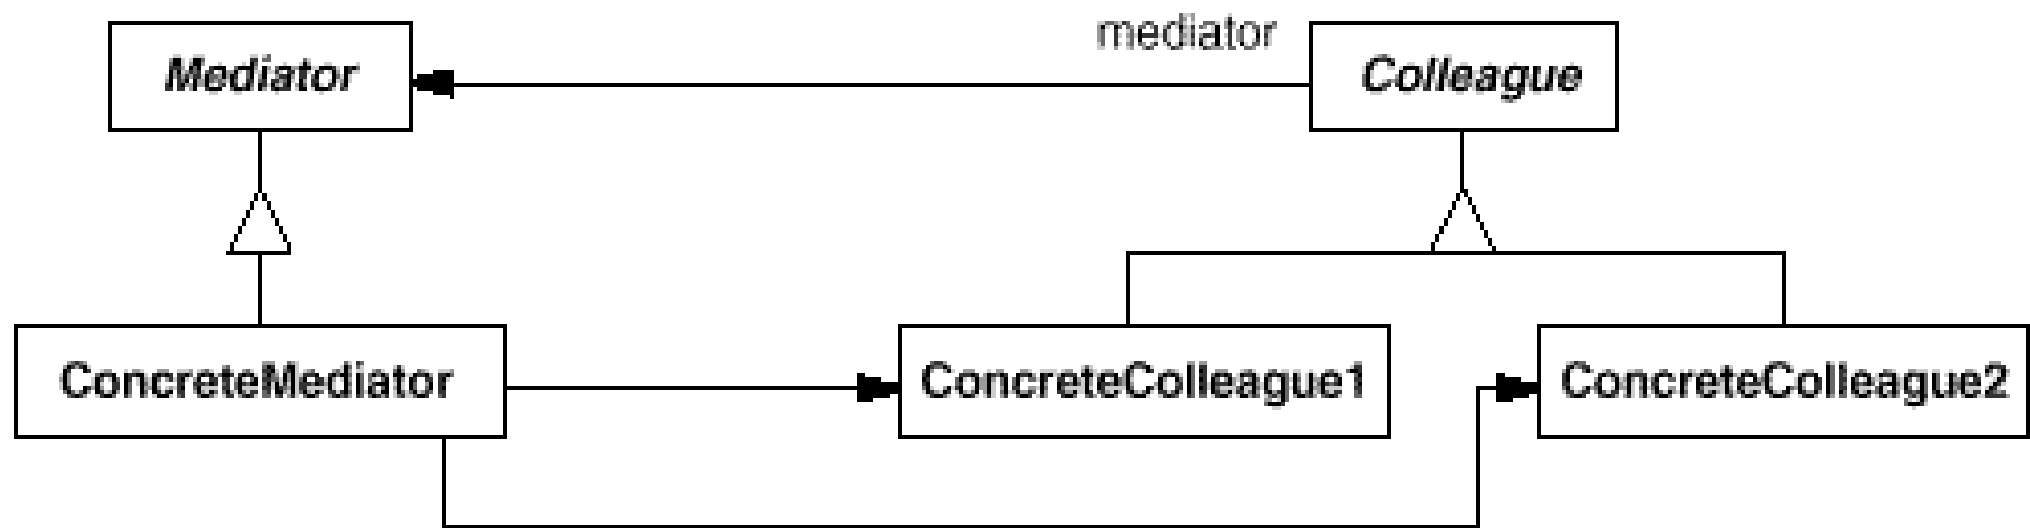 mediator
Mediator
Colleague
ConcreteMediator
ConcreteColleague1
ConcreteColleague2